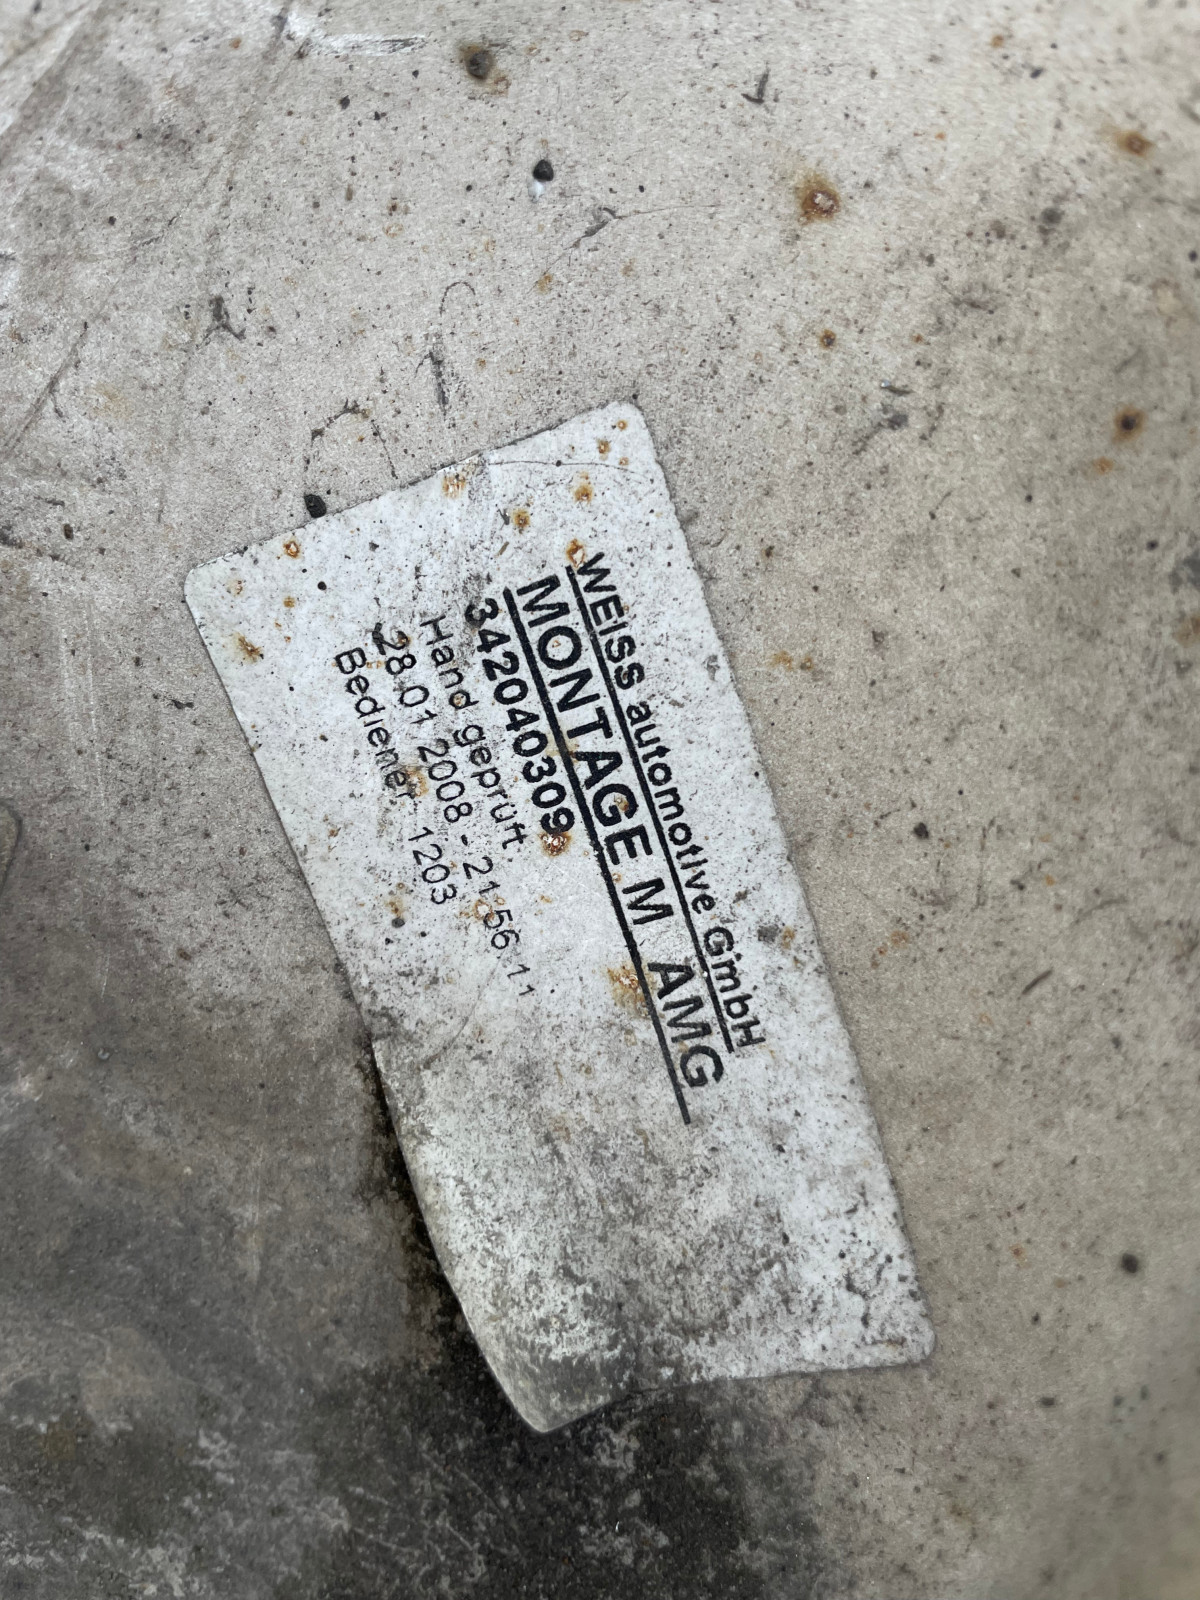 WEISS automotive GmbH
MONTAGE M AMG
342040309
Hand geprüft
28.01.2008 - 21:56:11
Bediener 1203